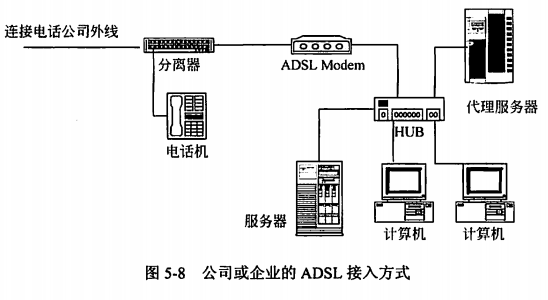 连接电话公司外线
分离器
ADSL Modem
代理服务器
电话机
HUB
服务器
计算机
计算机
图 5-8 公司或企业的 ADSL 接入方式